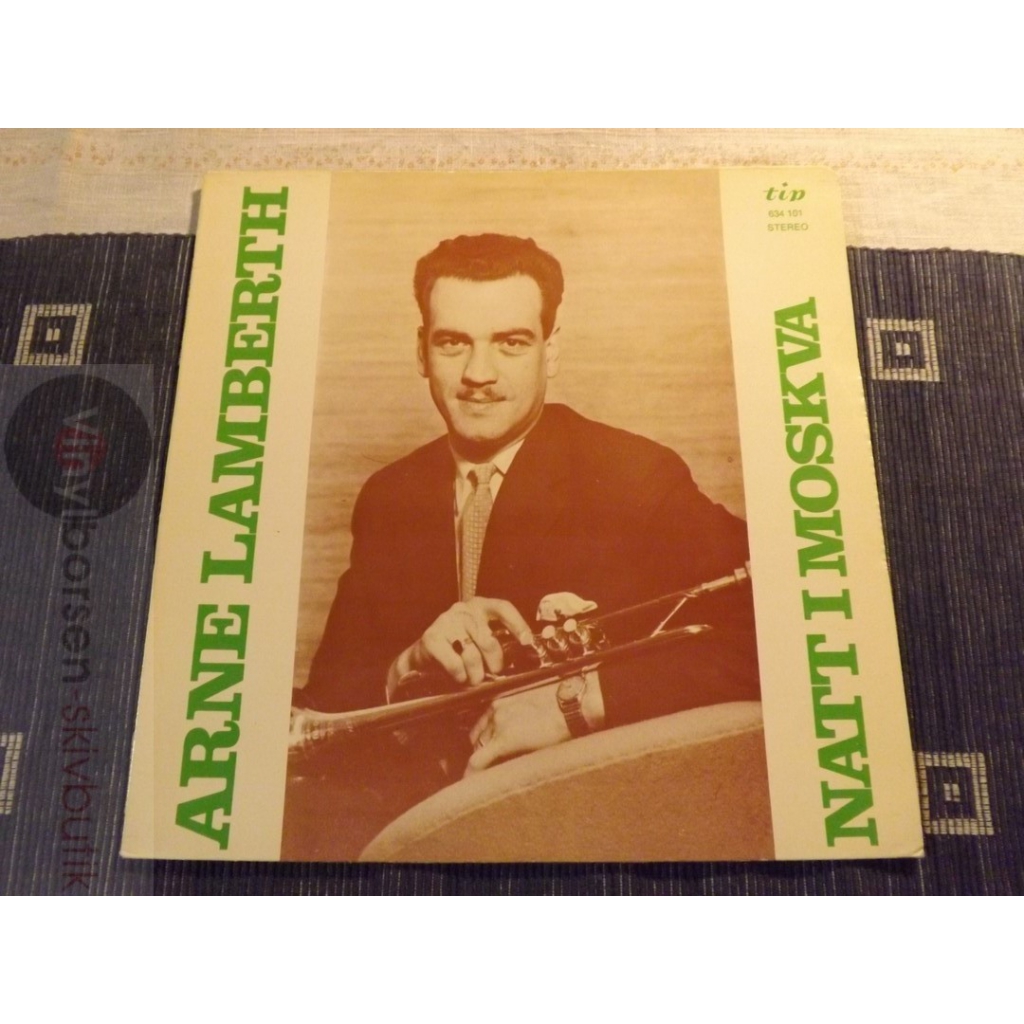 ARNE LAMBERTH
tip
634 101
STEREO
NATT I MOSKVA
vinylborsen-skivbutik